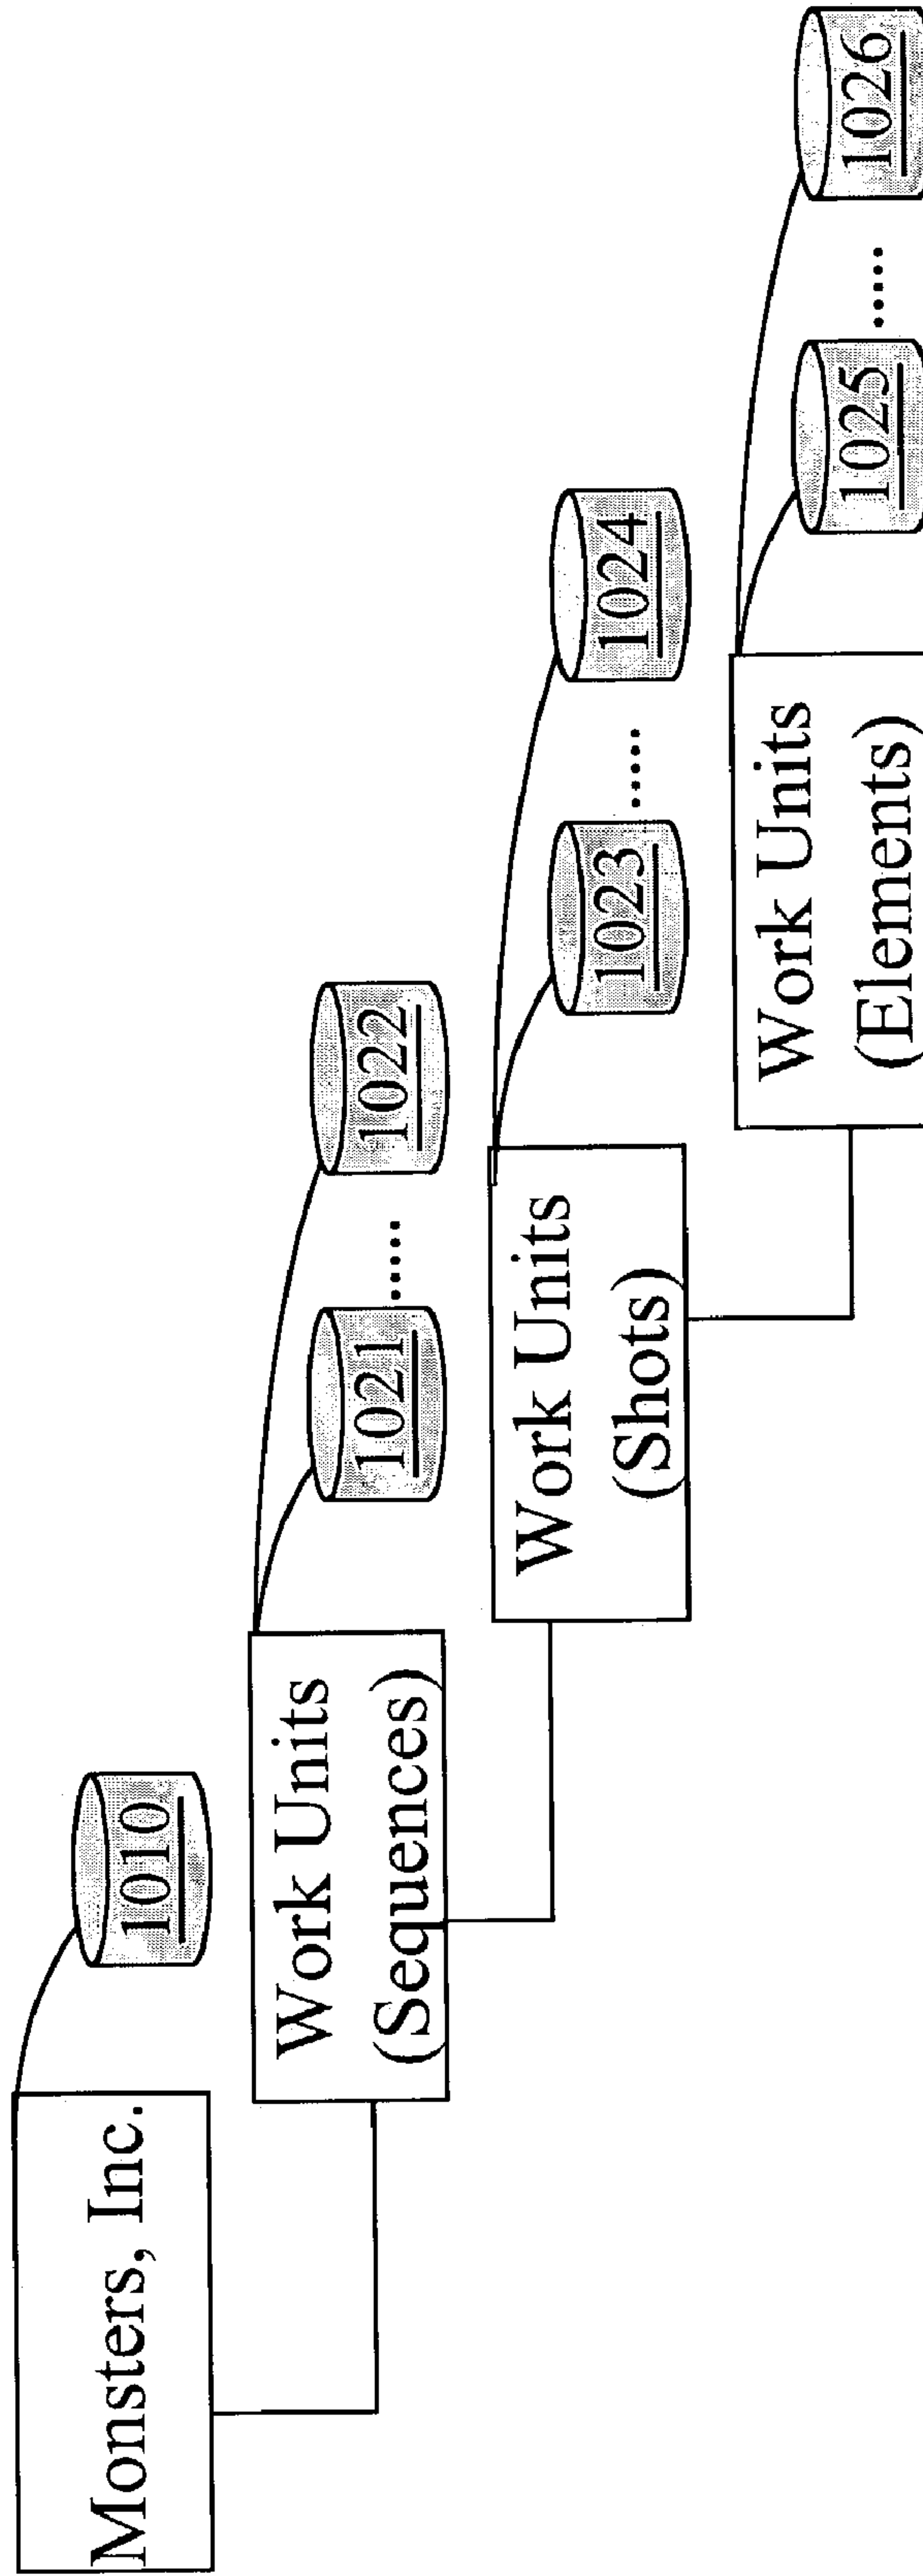 Monsters, Inc.
1010
Work Units
(Sequences)
1021
.....
1022
Work Units
(Shots)
1023
.....
1024
Work Units
(Elements)
1025
.....
1026